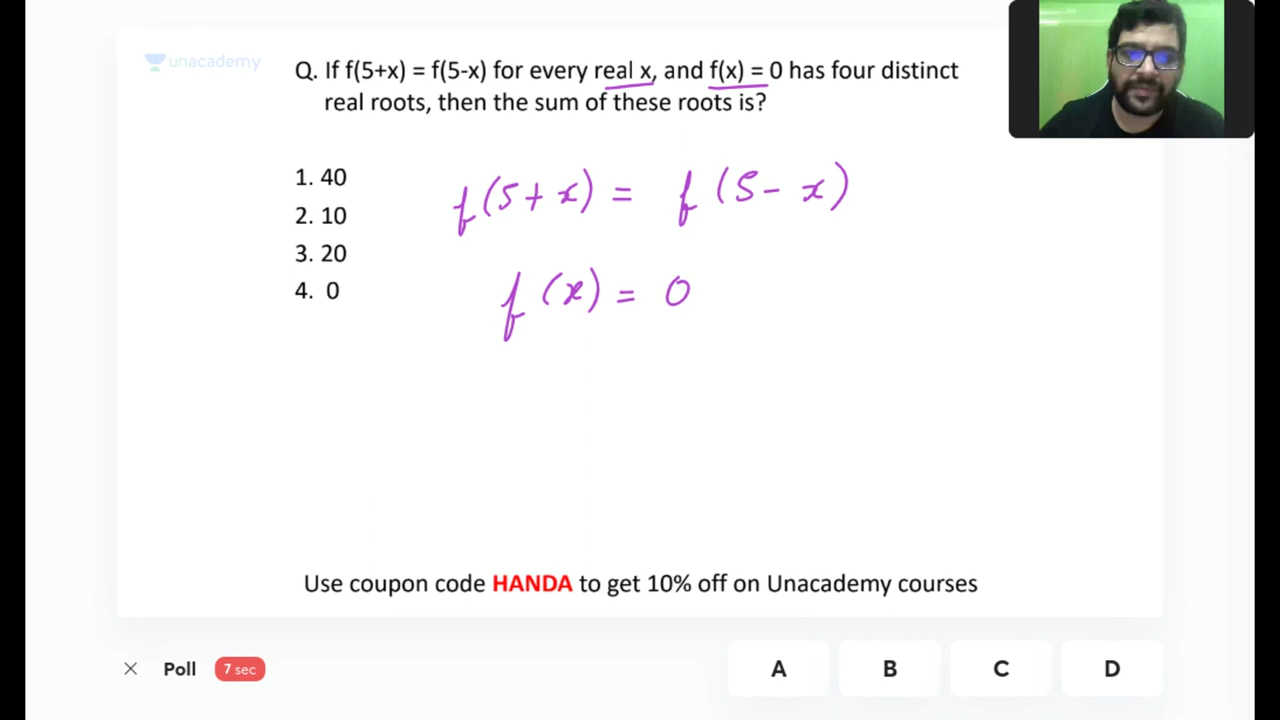 unacademy
Q. If f(5+x) = f(5-x) for every real x, and f(x) = 0 has four distinct
real roots, then the sum of these roots is?
1. 40
2. 10
3. 20
4. 0
f(5+x) = f(5-x)
f(x) = 0
Use coupon code HANDA to get 10% off on Unacademy courses
× Poll 7 sec A B C D